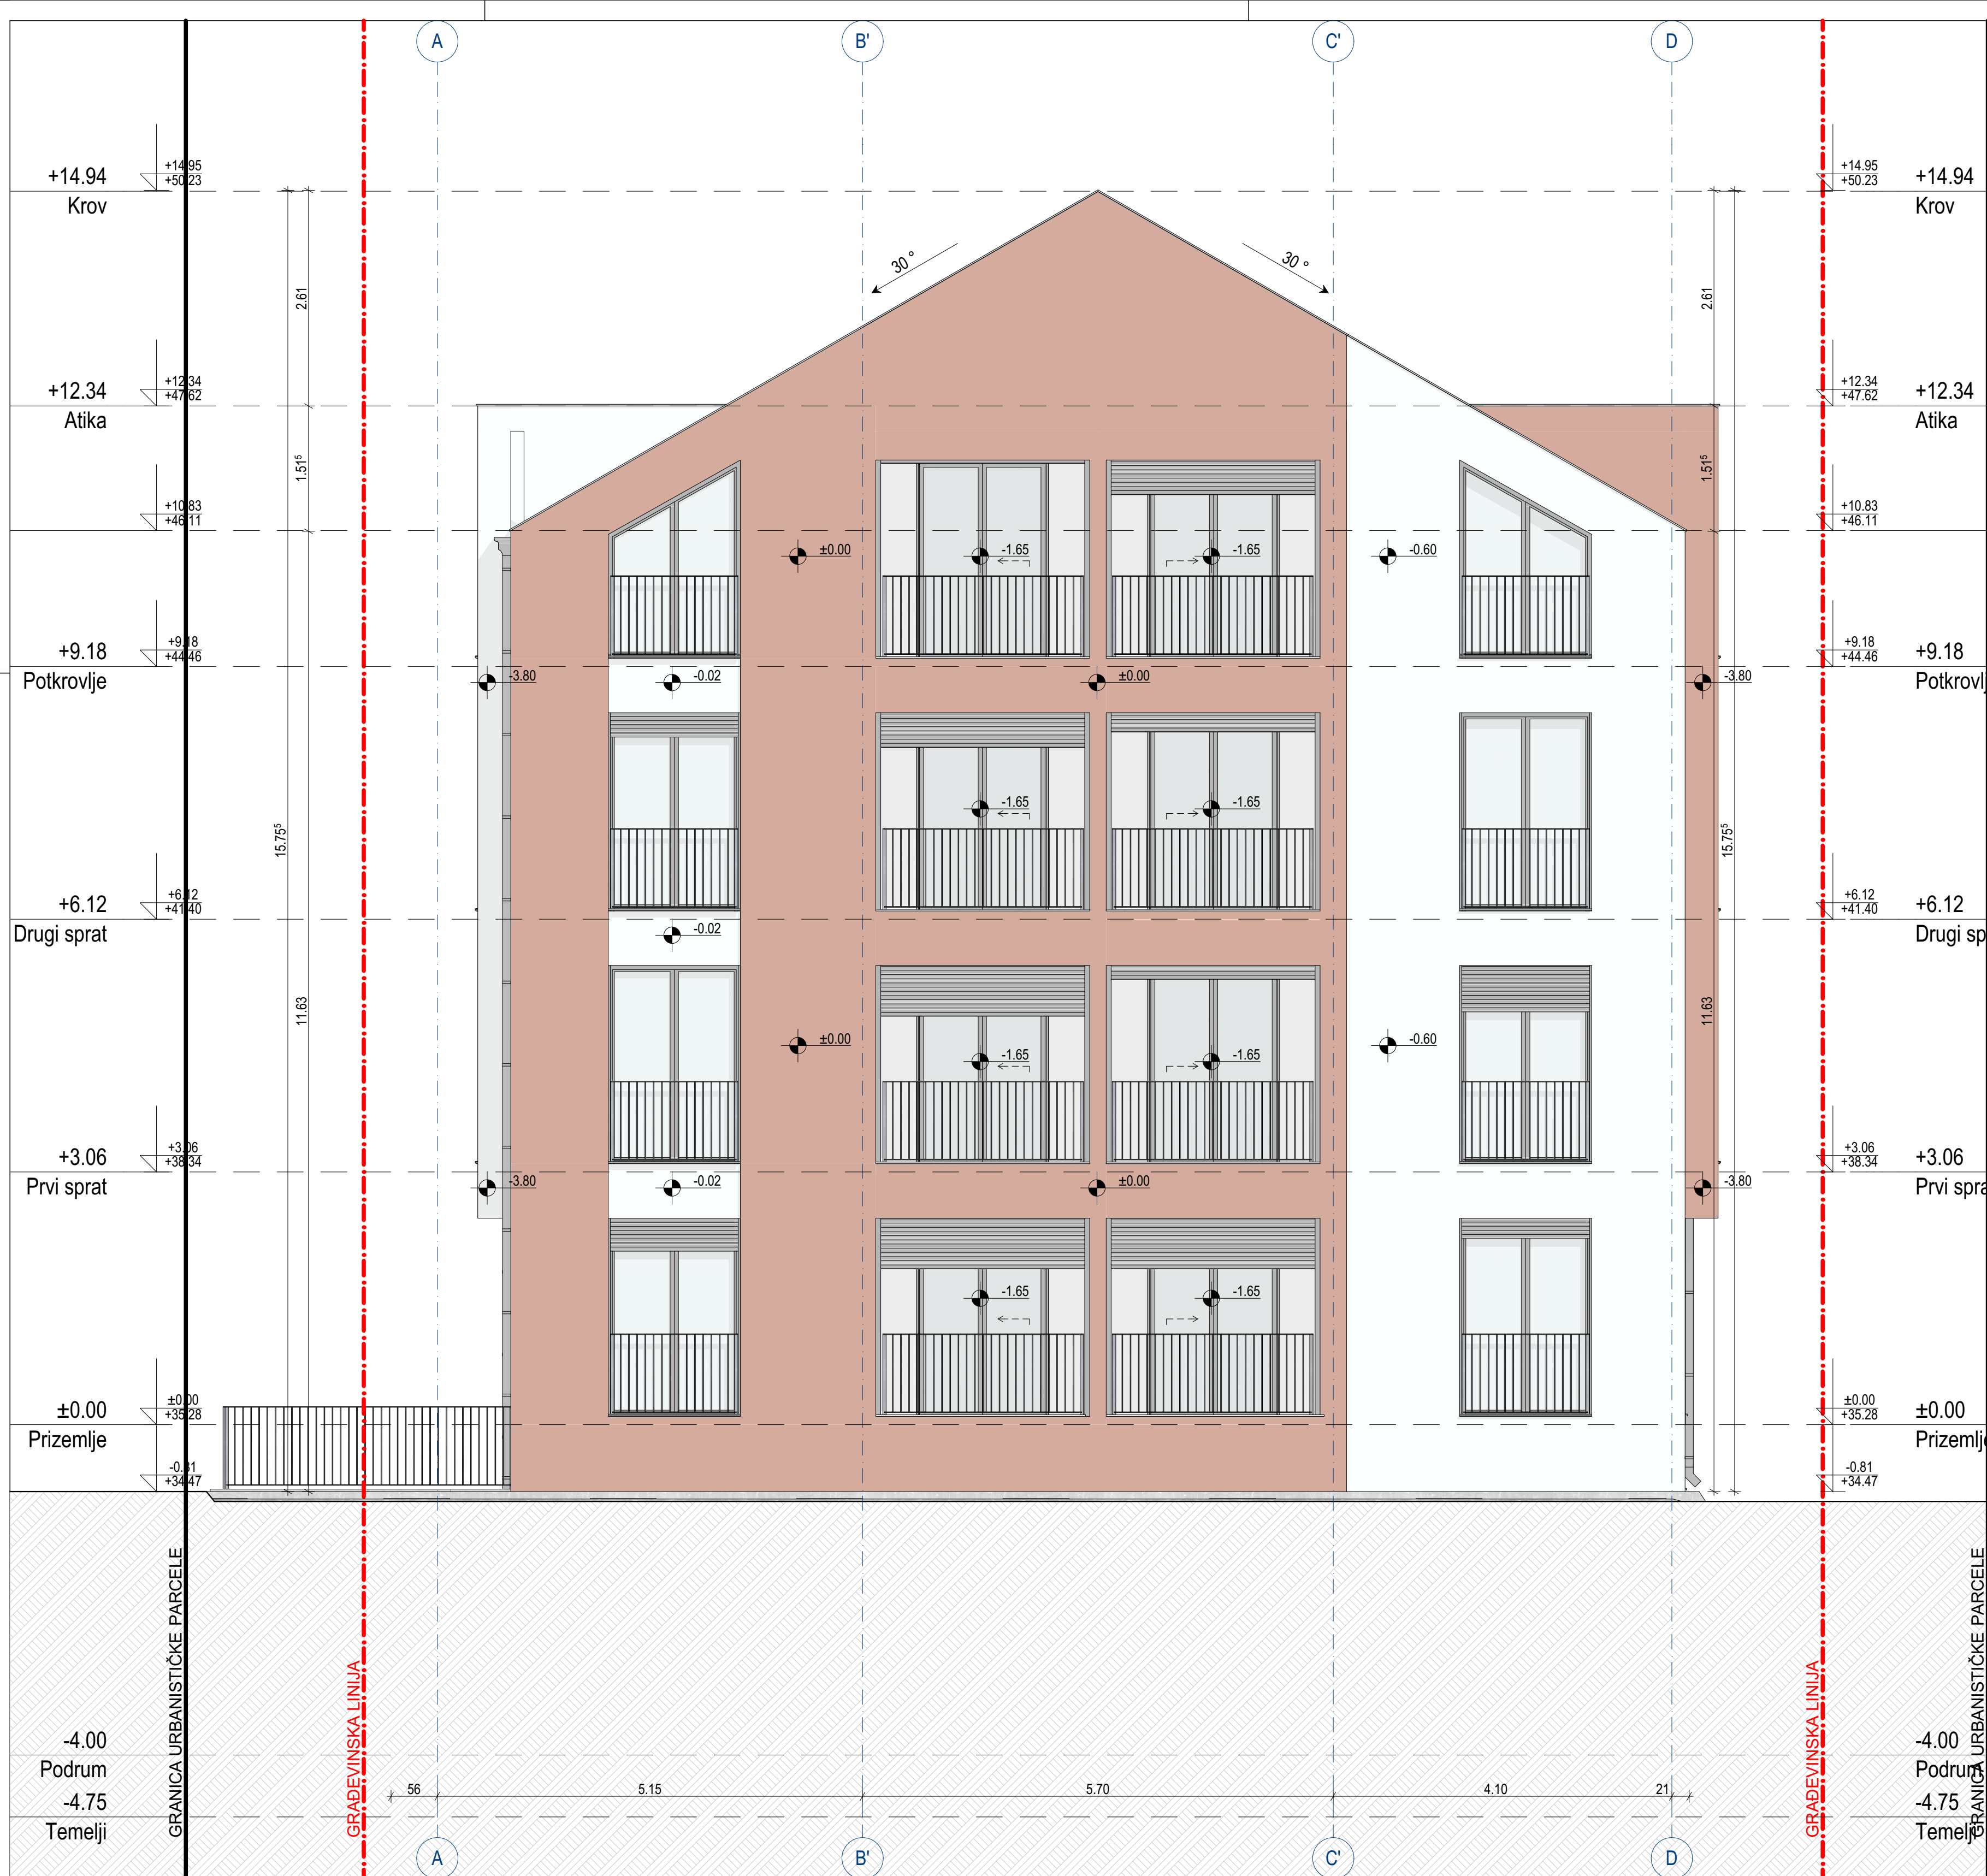 A B' C' D
+14.94 +14.95 +14.95 +14.94
Krov +50.23 +50.23 Krov
30 ° 30 °
2.61 2.61
+12.34 +12.34 +12.34 +12.34
Atika +47.62 +47.62 Atika
1.51⁵ 1.51⁵
+10.83 +10.83
+46.11 +46.11
±0.00 -1.65 -1.65 -0.60
+9.18 +9.18 +9.18 +9.18
Potkrovlje +44.46 +44.46 Potkrovlj
-3.80 -0.02 ±0.00 -3.80
-1.65 -1.65
15.75⁵ 15.75⁵
+6.12 +6.12 +6.12 +6.12
Drugi sprat +41.40 +41.40 Drugi sp
-0.02
11.63 11.63
±0.00 -1.65 -1.65 -0.60
+3.06 +3.06 +3.06 +3.06
Prvi sprat +38.34 +38.34 Prvi spra
-3.80 -0.02 ±0.00 -3.80
-1.65 -1.65
±0.00 ±0.00 ±0.00 ±0.00
Prizemlje +35.28 +35.28 Prizemlje
-0.81 -0.81
+34.47 +34.47
GRANICA URBANISTIČKE PARCELE
GRAĐEVINSKA LINIJA
GRAĐEVINSKA LINIJA
GRANICA URBANISTIČKE PARCELE
-4.00 -4.00
Podrum Podrum
56 5.15 5.70 4.10 21
-4.75 -4.75
Temelji Temelji
A B' C' D